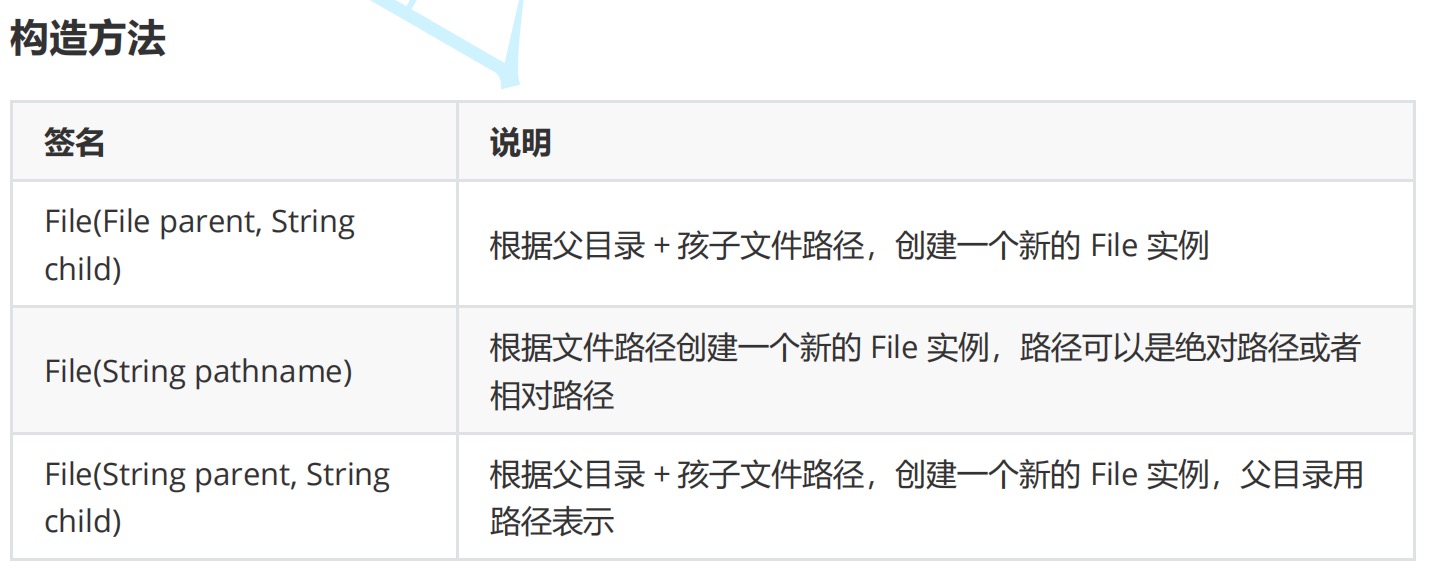 构造方法
签名
说明
File(File parent, String
child)
根据父目录 + 孩子文件路径，创建一个新的 File 实例
File(String pathname)
根据文件路径创建一个新的 File 实例，路径可以是绝对路径或者
相对路径
File(String parent, String
child)
根据父目录 + 孩子文件路径，创建一个新的 File 实例，父目录用
路径表示